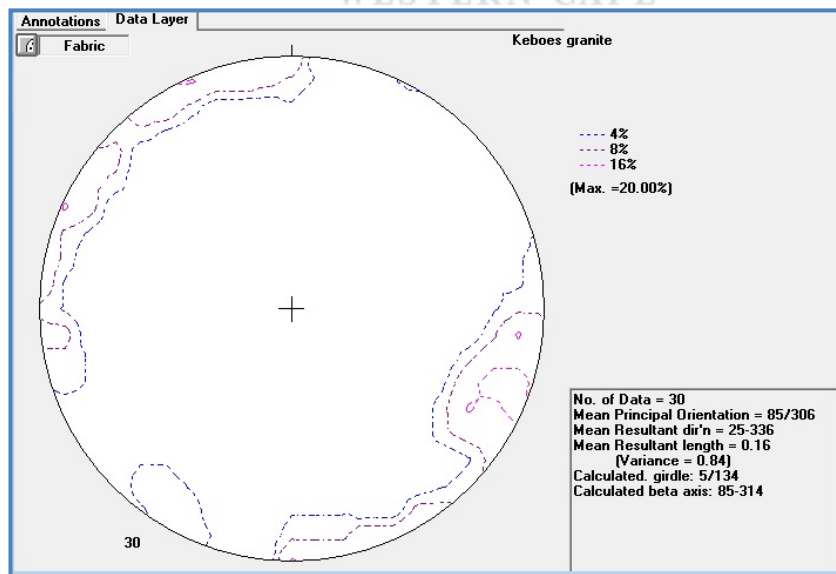 WESTERN CAPE
Annotations Data Layer
Fabric
Keboes granite
4%
8%
16%
(Max. =20.00%)
No. of Data = 30
Mean Principal Orientation = 85/306
Mean Resultant dir'n = 25-336
Mean Resultant length = 0.16
(Variance = 0.84)
Calculated. girdle: 5/134
Calculated beta axis: 85-314
30